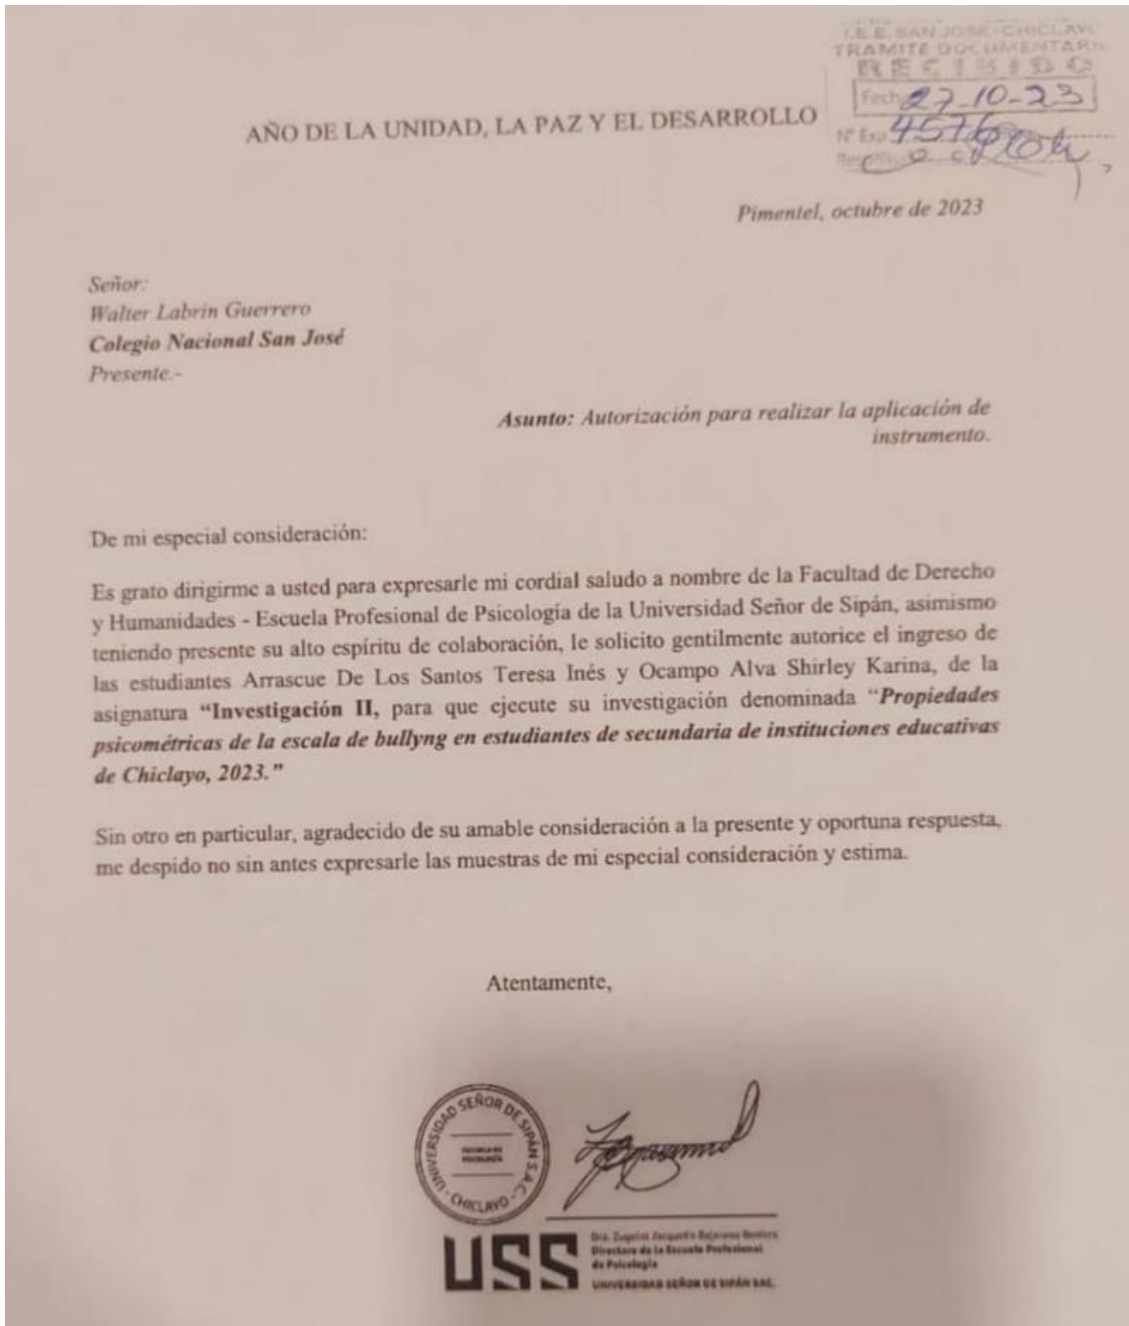 I.E.E. SAN JOSE-CHICLAYO
TRAMITE DOCUMENTARIO
RECIBIDO
Fecha 27-10-23
N° Exp. 4576
AÑO DE LA UNIDAD, LA PAZ Y EL DESARROLLO
Pimentel, octubre de 2023
Señor:
Walter Labrin Guerrero
Colegio Nacional San José
Presente.-
Asunto: Autorización para realizar la aplicación de
instrumento.
De mi especial consideración:
Es grato dirigirme a usted para expresarle mi cordial saludo a nombre de la Facultad de Derecho
y Humanidades - Escuela Profesional de Psicología de la Universidad Señor de Sipán, asimismo
teniendo presente su alto espíritu de colaboración, le solicito gentilmente autorice el ingreso de
las estudiantes Arrascue De Los Santos Teresa Inés y Ocampo Alva Shirley Karina, de la
asignatura “Investigación II, para que ejecute su investigación denominada “Propiedades
psicométricas de la escala de bullyng en estudiantes de secundaria de instituciones educativas
de Chiclayo, 2023.”
Sin otro en particular, agradecido de su amable consideración a la presente y oportuna respuesta,
me despido no sin antes expresarle las muestras de mi especial consideración y estima.
Atentamente,
UNIVERSIDAD SEÑOR DE SIPÁN S.A.C.
ESCUELA DE
PSICOLOGÍA
- CHICLAYO -
USS
Dra.
Directora de la Escuela Profesional
de Psicología
UNIVERSIDAD SEÑOR DE SIPÁN SAC.